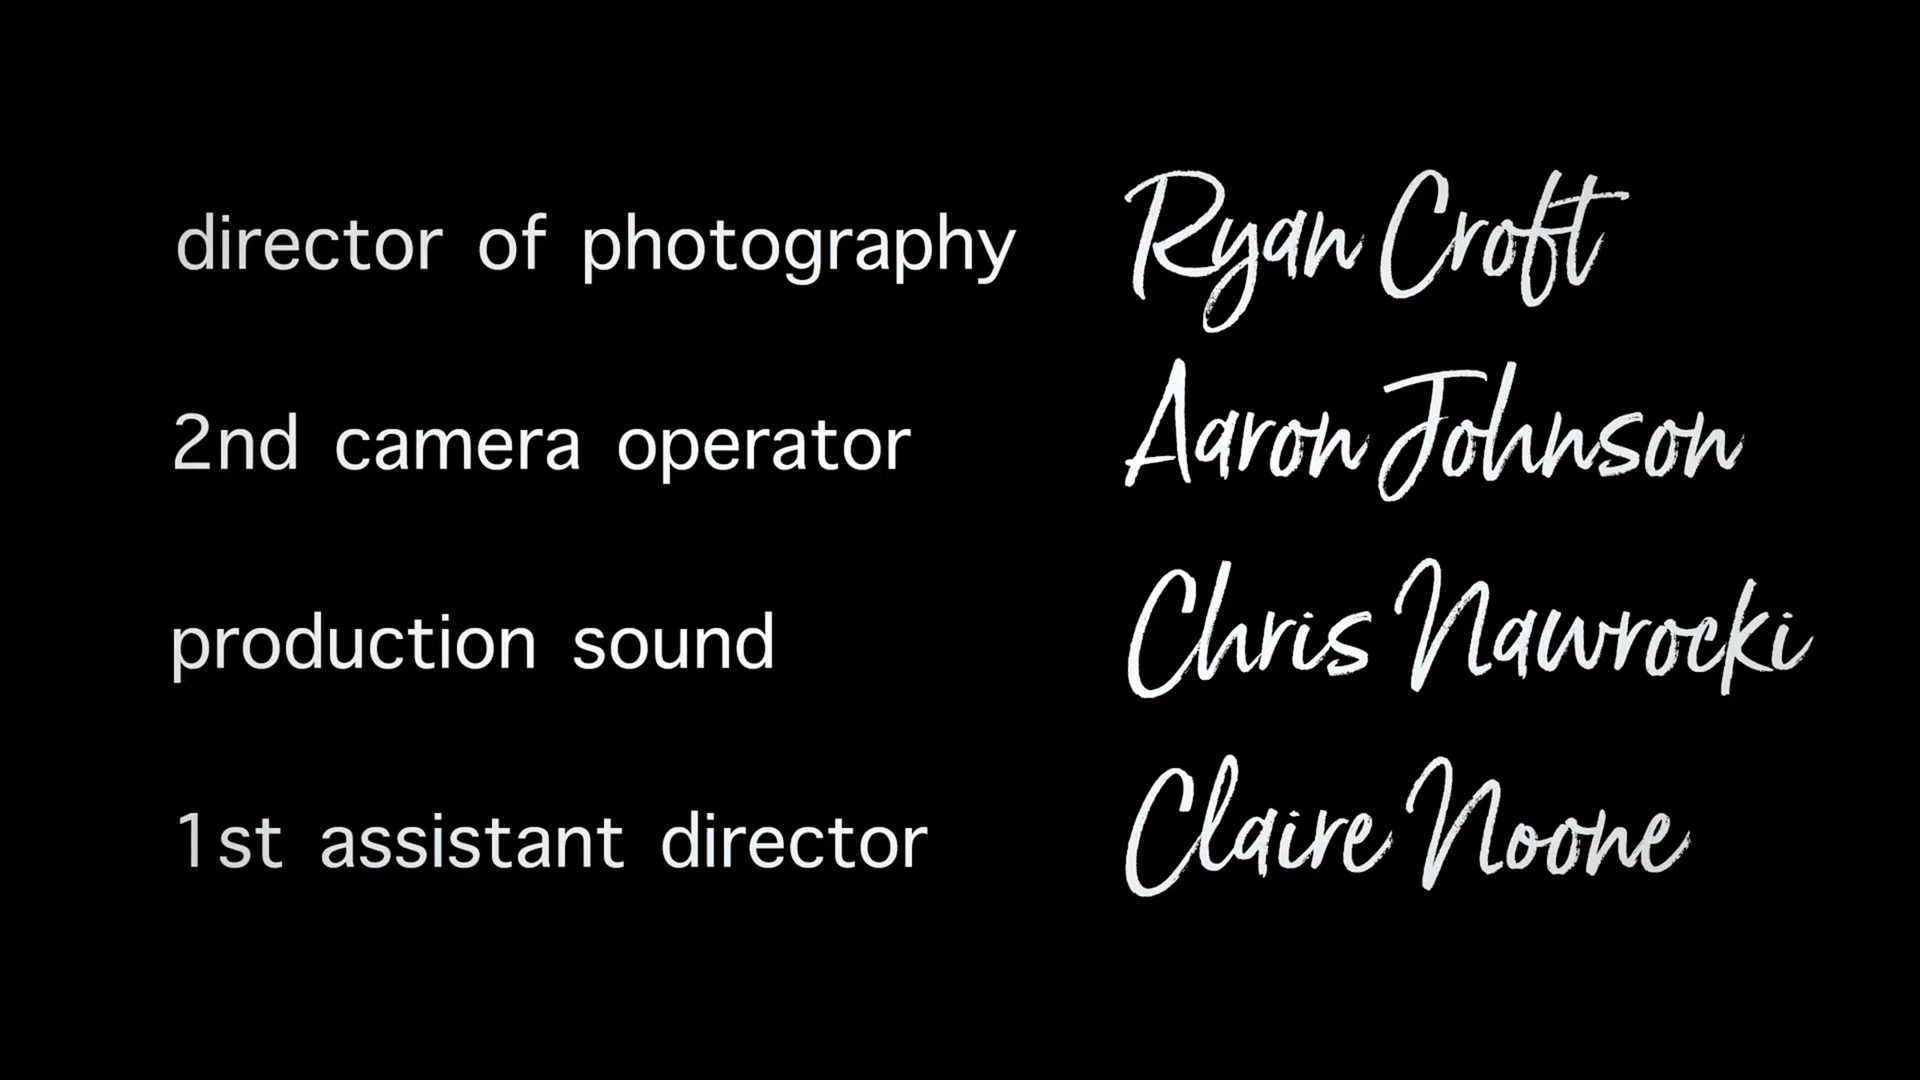 director of photography Ryan Croft
2nd camera operator Aaron Johnson
production sound Chris Nawrocki
1st assistant director Claire Noone